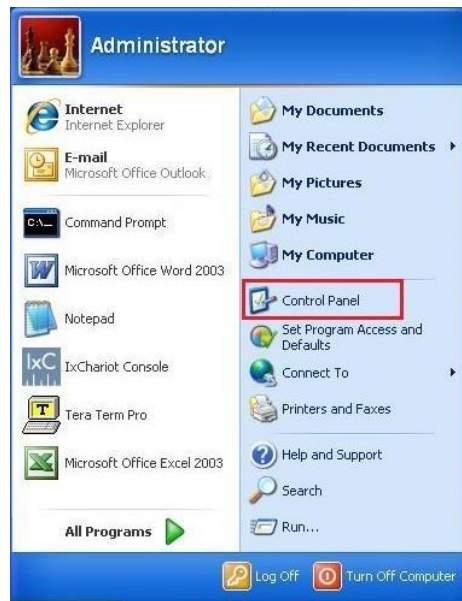 Administrator
Internet
Internet Explorer
E-mail
Microsoft Office Outlook
C:\_
Command Prompt
Microsoft Office Word 2003
Notepad
IxC
IxChariot Console
T
Tera Term Pro
Microsoft Office Excel 2003
All Programs
My Documents
My Recent Documents
My Pictures
My Music
My Computer
Control Panel
Set Program Access and
Defaults
Connect To
Printers and Faxes
Help and Support
Search
Run...
Log Off
Turn Off Computer